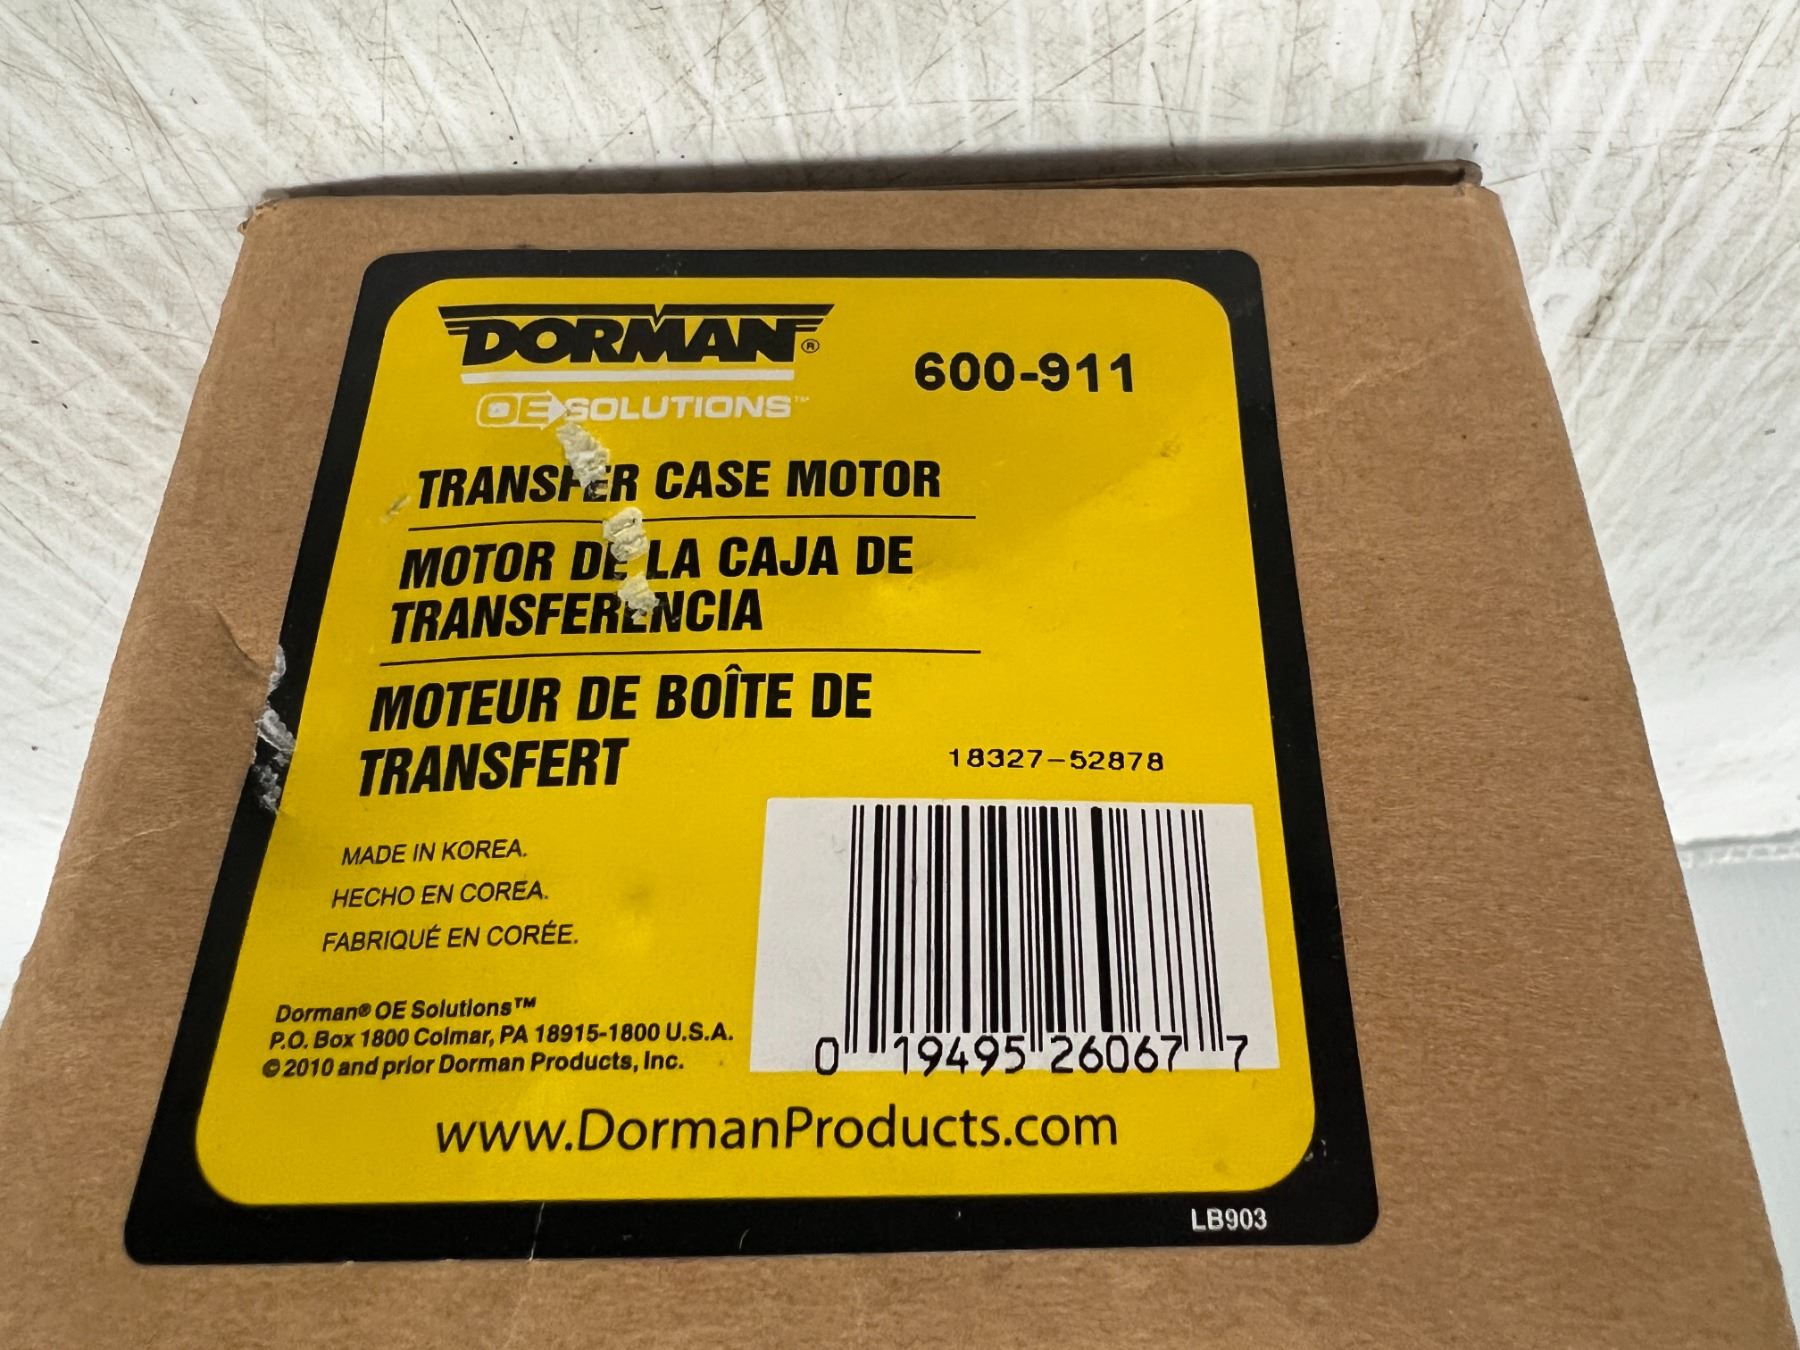 DORMAN®
OE SOLUTIONS™
600-911
TRANSFER CASE MOTOR
MOTOR DE LA CAJA DE
TRANSFERENCIA
MOTEUR DE BOÎTE DE
TRANSFERT
18327-52878
MADE IN KOREA.
HECHO EN COREA.
FABRIQUÉ EN CORÉE.
Dorman® OE Solutions™
P.O. Box 1800 Colmar, PA 18915-1800 U.S.A.
© 2010 and prior Dorman Products, Inc.
0 19495 26067 7
www.DormanProducts.com
LB903